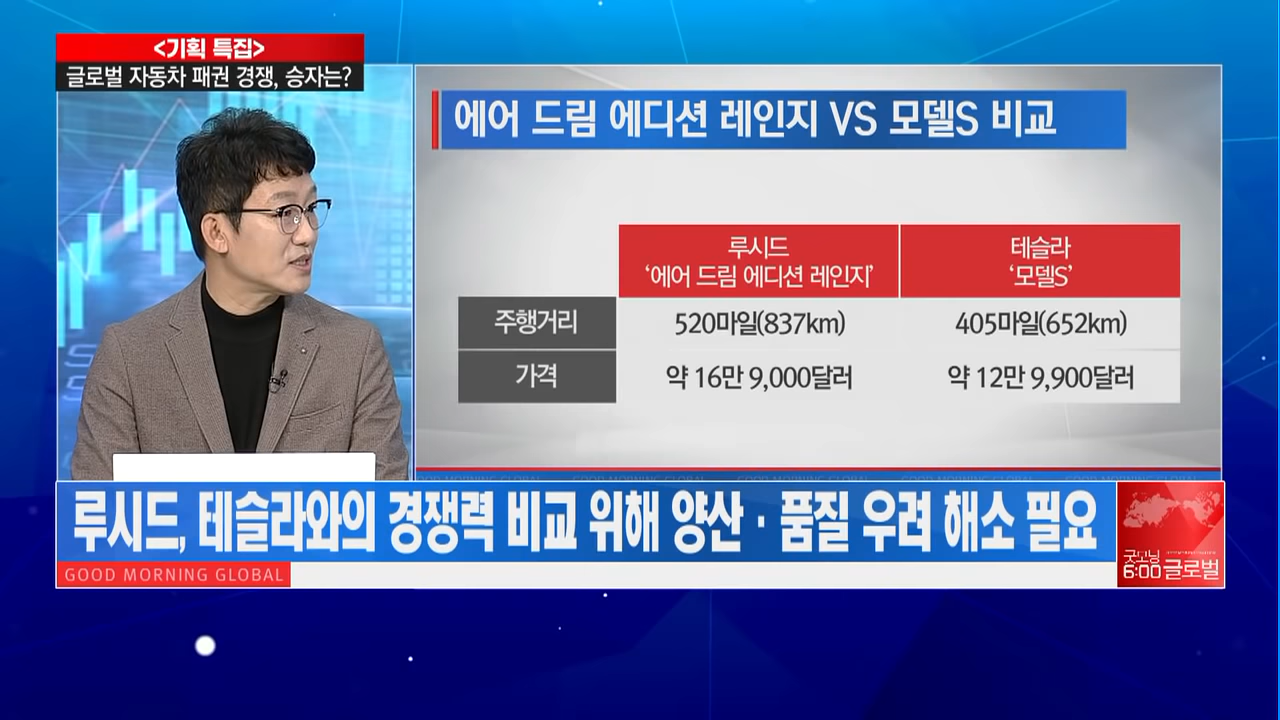 <기획 특집>
글로벌 자동차 패권 경쟁, 승자는?
에어 드림 에디션 레인지 VS 모델S 비교
루시드
‘에어 드림 에디션 레인지’
테슬라
‘모델S’
주행거리
520마일(837km)
405마일(652km)
가격
약 16만 9,000달러
약 12만 9,900달러
GOOD MORNING GLOBAL
루시드, 테슬라와의 경쟁력 비교 위해 양산·품질 우려 해소 필요
GOOD MORNING GLOBAL
굿모닝
6:00 글로벌